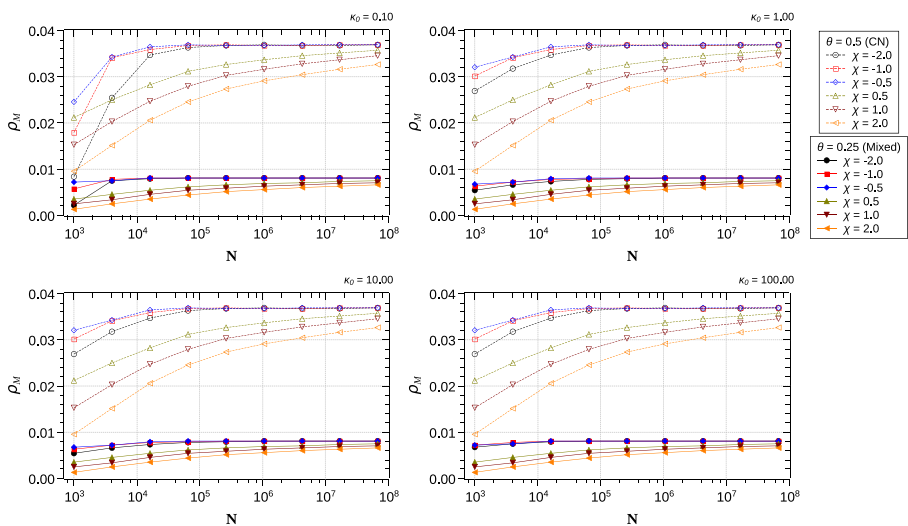 κ₀ = 0.10
0.04
0.03
0.02
0.01
0.00
ρ_M
10³ 10⁴ 10⁵ 10⁶ 10⁷ 10⁸
N
κ₀ = 1.00
0.04
0.03
0.02
0.01
0.00
ρ_M
10³ 10⁴ 10⁵ 10⁶ 10⁷ 10⁸
N
θ = 0.5 (CN)
χ = -2.0
χ = -1.0
χ = -0.5
χ = 0.5
χ = 1.0
χ = 2.0
θ = 0.25 (Mixed)
χ = -2.0
χ = -1.0
χ = -0.5
χ = 0.5
χ = 1.0
χ = 2.0
κ₀ = 10.00
0.04
0.03
0.02
0.01
0.00
ρ_M
10³ 10⁴ 10⁵ 10⁶ 10⁷ 10⁸
N
κ₀ = 100.00
0.04
0.03
0.02
0.01
0.00
ρ_M
10³ 10⁴ 10⁵ 10⁶ 10⁷ 10⁸
N